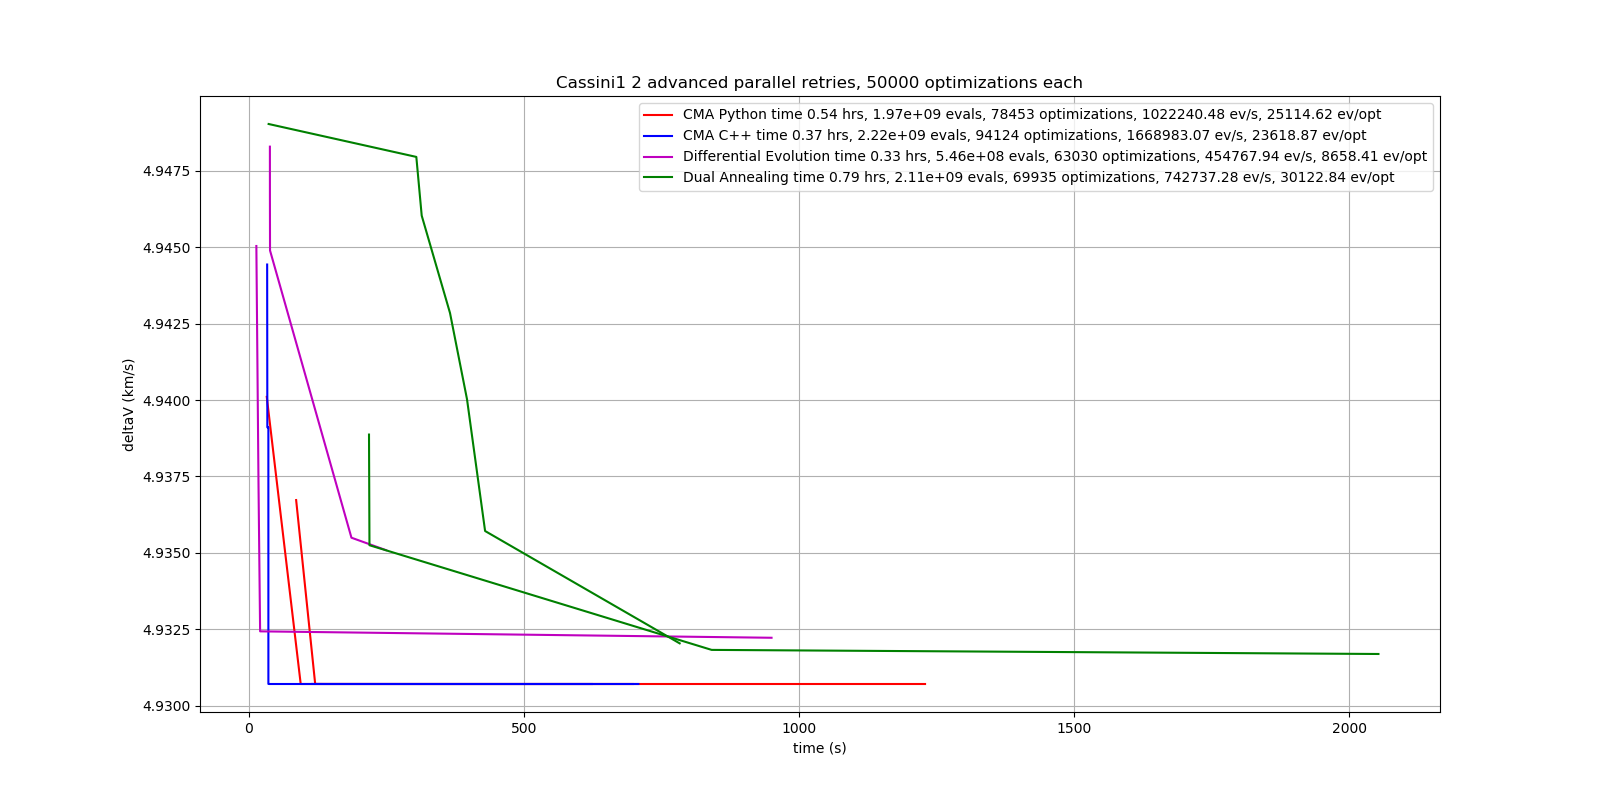 Cassini1 2 advanced parallel retries, 50000 optimizations each
CMA Python time 0.54 hrs, 1.97e+09 evals, 78453 optimizations, 1022240.48 ev/s, 25114.62 ev/opt
CMA C++ time 0.37 hrs, 2.22e+09 evals, 94124 optimizations, 1668983.07 ev/s, 23618.87 ev/opt
Differential Evolution time 0.33 hrs, 5.46e+08 evals, 63030 optimizations, 454767.94 ev/s, 8658.41 ev/opt
Dual Annealing time 0.79 hrs, 2.11e+09 evals, 69935 optimizations, 742737.28 ev/s, 30122.84 ev/opt
4.9475
4.9450
4.9425
4.9400
4.9375
4.9350
4.9325
4.9300
deltaV (km/s)
0 500 1000 1500 2000
time (s)